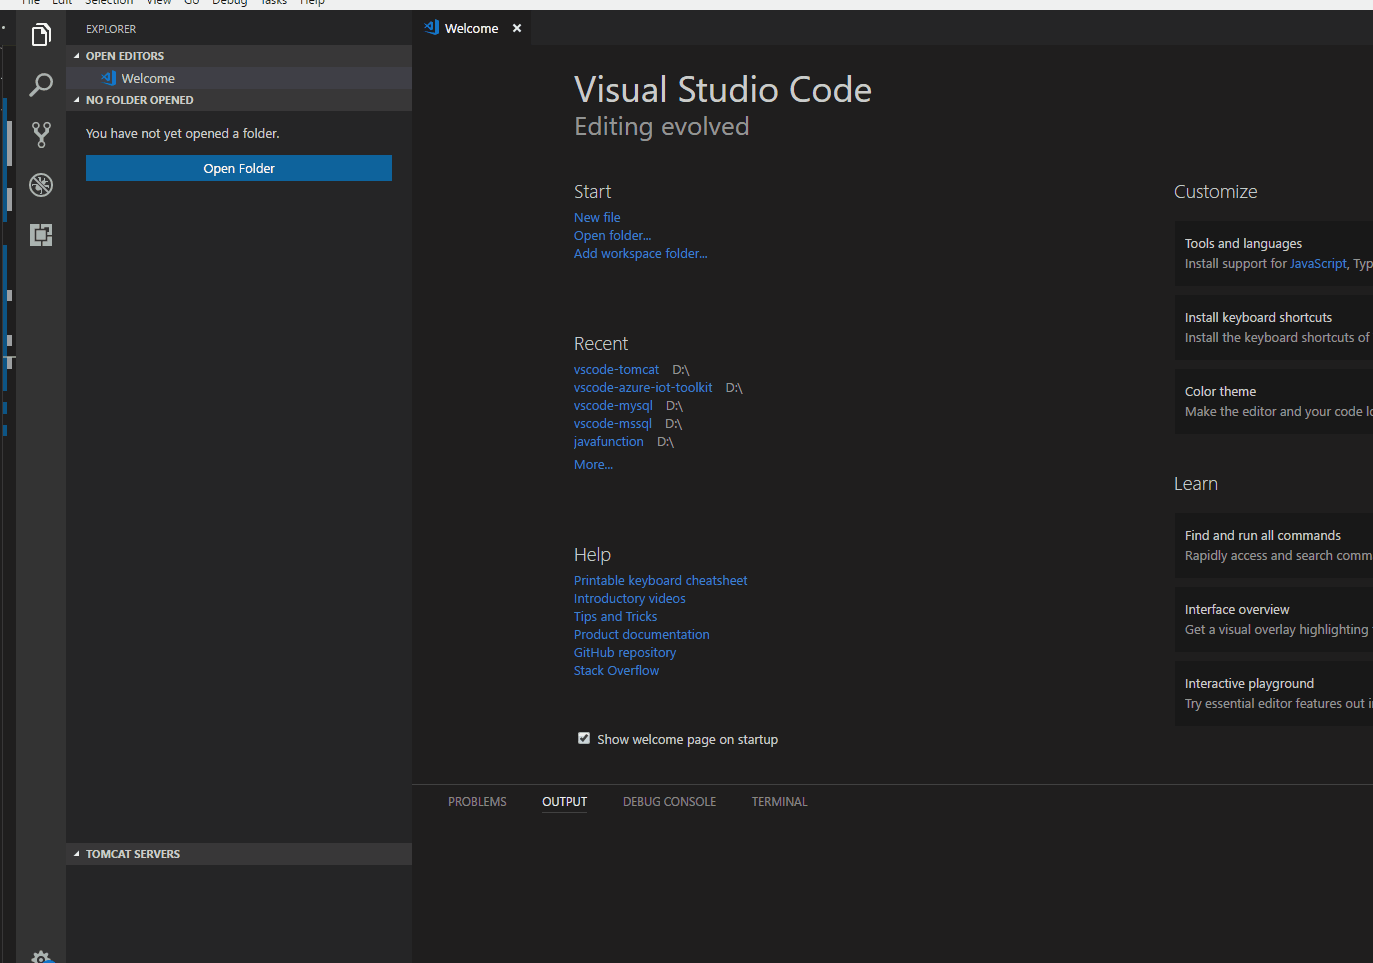 File Edit Selection View Go Debug Tasks Help
EXPLORER
OPEN EDITORS
Welcome
NO FOLDER OPENED
You have not yet opened a folder.
Open Folder
TOMCAT SERVERS
Welcome
Visual Studio Code
Editing evolved
Start
New file
Open folder...
Add workspace folder...
Recent
vscode-tomcat D:\
vscode-azure-iot-toolkit D:\
vscode-mysql D:\
vscode-mssql D:\
javafunction D:\
More...
Help
Printable keyboard cheatsheet
Introductory videos
Tips and Tricks
Product documentation
GitHub repository
Stack Overflow
Show welcome page on startup
Customize
Tools and languages
Install support for JavaScript, Typ
Install keyboard shortcuts
Install the keyboard shortcuts of
Color theme
Make the editor and your code lo
Learn
Find and run all commands
Rapidly access and search comm
Interface overview
Get a visual overlay highlighting
Interactive playground
Try essential editor features out i
PROBLEMS OUTPUT DEBUG CONSOLE TERMINAL